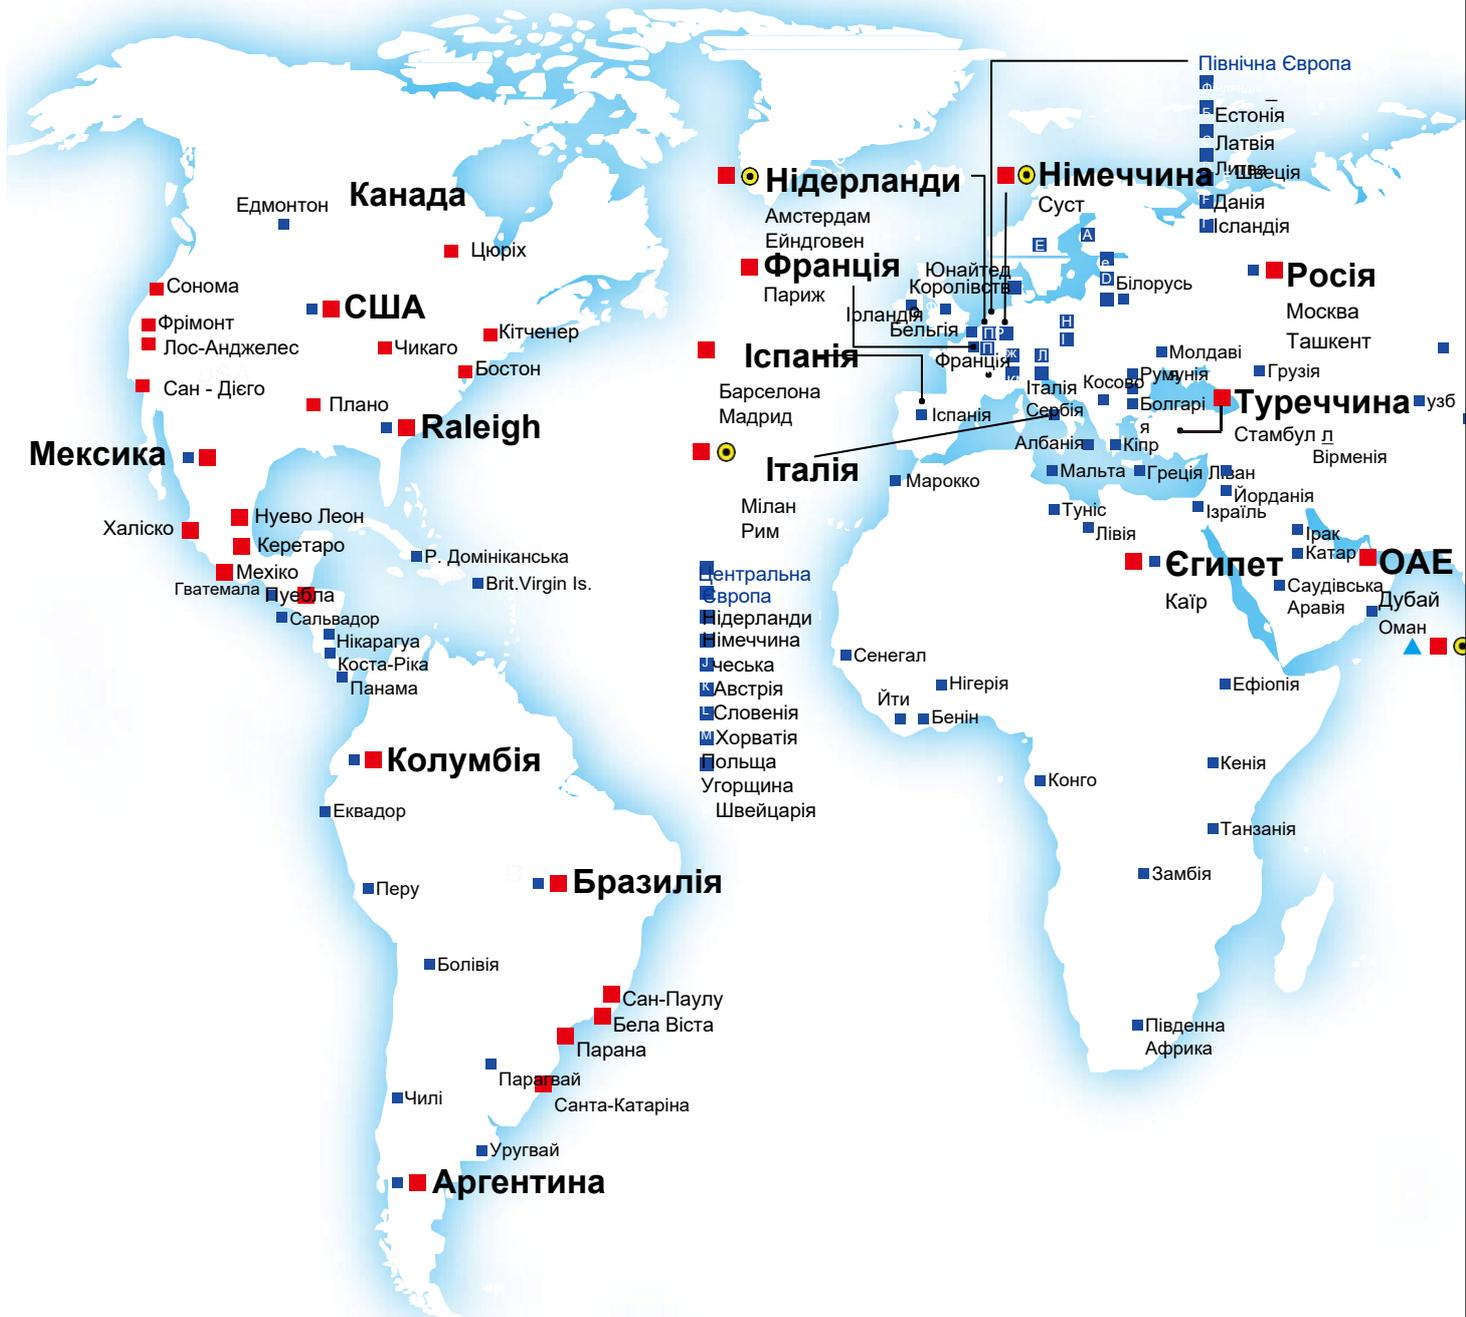 Північна Європа
Естонія
Латвія
Литва
Швеція
Данія
Ісландія
Нідерланди
Амстердам
Ейндговен
Німеччина
Суст
Франція
Париж
Іспанія
Барселона
Мадрид
Італія
Мілан
Рим
Канада
Едмонтон
Цюріх
Сонома
США
Фрімонт
Лос-Анджелес
Кітченер
Чикаго
Бостон
Сан - Дієго
Плано
Raleigh
Мексика
Нуево Леон
Халіско
Керетаро
Мехіко
Гватемала
Пуебла
Р. Домініканська
Brit.Virgin Is.
Сальвадор
Нікарагуа
Коста-Ріка
Панама
Колумбія
Еквадор
Перу
Бразилія
Болівія
Сан-Паулу
Бела Віста
Парана
Парагвай
Санта-Катаріна
Чилі
Уругвай
Аргентина
Центральна
Європа
Нідерланди
Німеччина
чеська
Австрія
Словенія
Хорватія
Польща
Угорщина
Швейцарія
Юнайтед
Королівств
о
Ірландія
Бельгія
Франція
Іспанія
Італія
Сербія
Косово
Албанія
Кіпр
Мальта
Греція
Ліван
Білорусь
Молдаві
Румунія
Болгарі
я
Росія
Москва
Ташкент
Грузія
Туреччина
Стамбул л
Вірменія
узб
Йорданія
Ізраїль
Марокко
Туніс
Лівія
Ірак
Катар
ОАЕ
Дубай
Оман
Єгипет
Каїр
Саудівська
Аравія
Сенегал
Нігерія
Йти
Бенін
Ефіопія
Кенія
Конго
Танзанія
Замбія
Південна
Африка